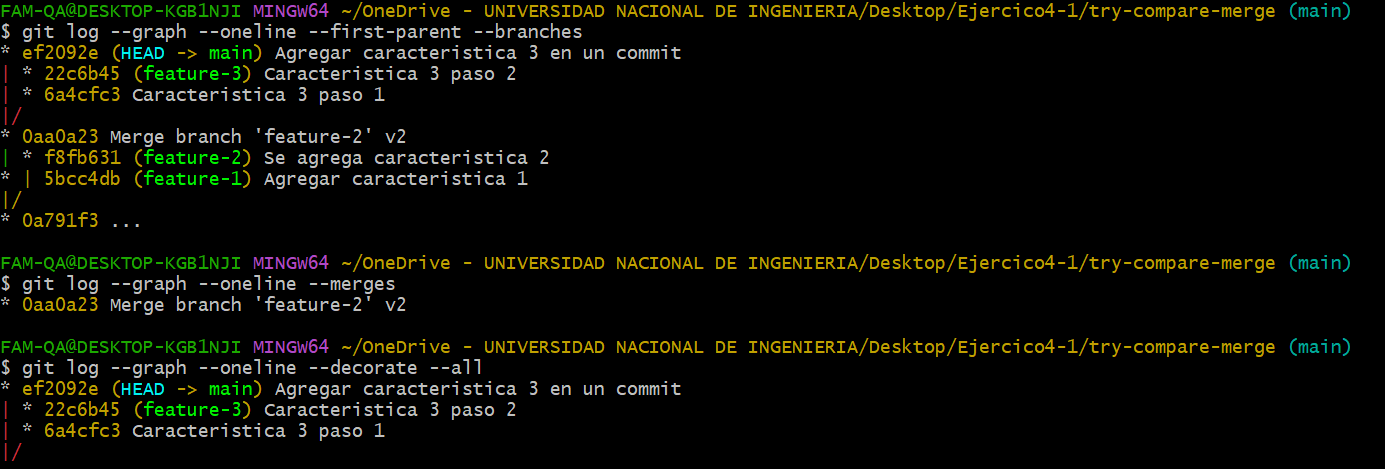 FAM-QA@DESKTOP-KGB1NJI MINGW64 ~/OneDrive - UNIVERSIDAD NACIONAL DE INGENIERIA/Desktop/Ejercico4-1/try-compare-merge (main)
$ git log --graph --oneline --first-parent --branches
* ef2092e (HEAD -> main) Agregar caracteristica 3 en un commit
| * 22c6b45 (feature-3) Caracteristica 3 paso 2
| * 6a4cfc3 Caracteristica 3 paso 1
|/
* 0aa0a23 Merge branch 'feature-2' v2
| * f8fb631 (feature-2) Se agrega caracteristica 2
* | 5bcc4db (feature-1) Agregar caracteristica 1
|/
* 0a791f3 ...
FAM-QA@DESKTOP-KGB1NJI MINGW64 ~/OneDrive - UNIVERSIDAD NACIONAL DE INGENIERIA/Desktop/Ejercico4-1/try-compare-merge (main)
$ git log --graph --oneline --merges
* 0aa0a23 Merge branch 'feature-2' v2
FAM-QA@DESKTOP-KGB1NJI MINGW64 ~/OneDrive - UNIVERSIDAD NACIONAL DE INGENIERIA/Desktop/Ejercico4-1/try-compare-merge (main)
$ git log --graph --oneline --decorate --all
* ef2092e (HEAD -> main) Agregar caracteristica 3 en un commit
| * 22c6b45 (feature-3) Caracteristica 3 paso 2
| * 6a4cfc3 Caracteristica 3 paso 1
|/